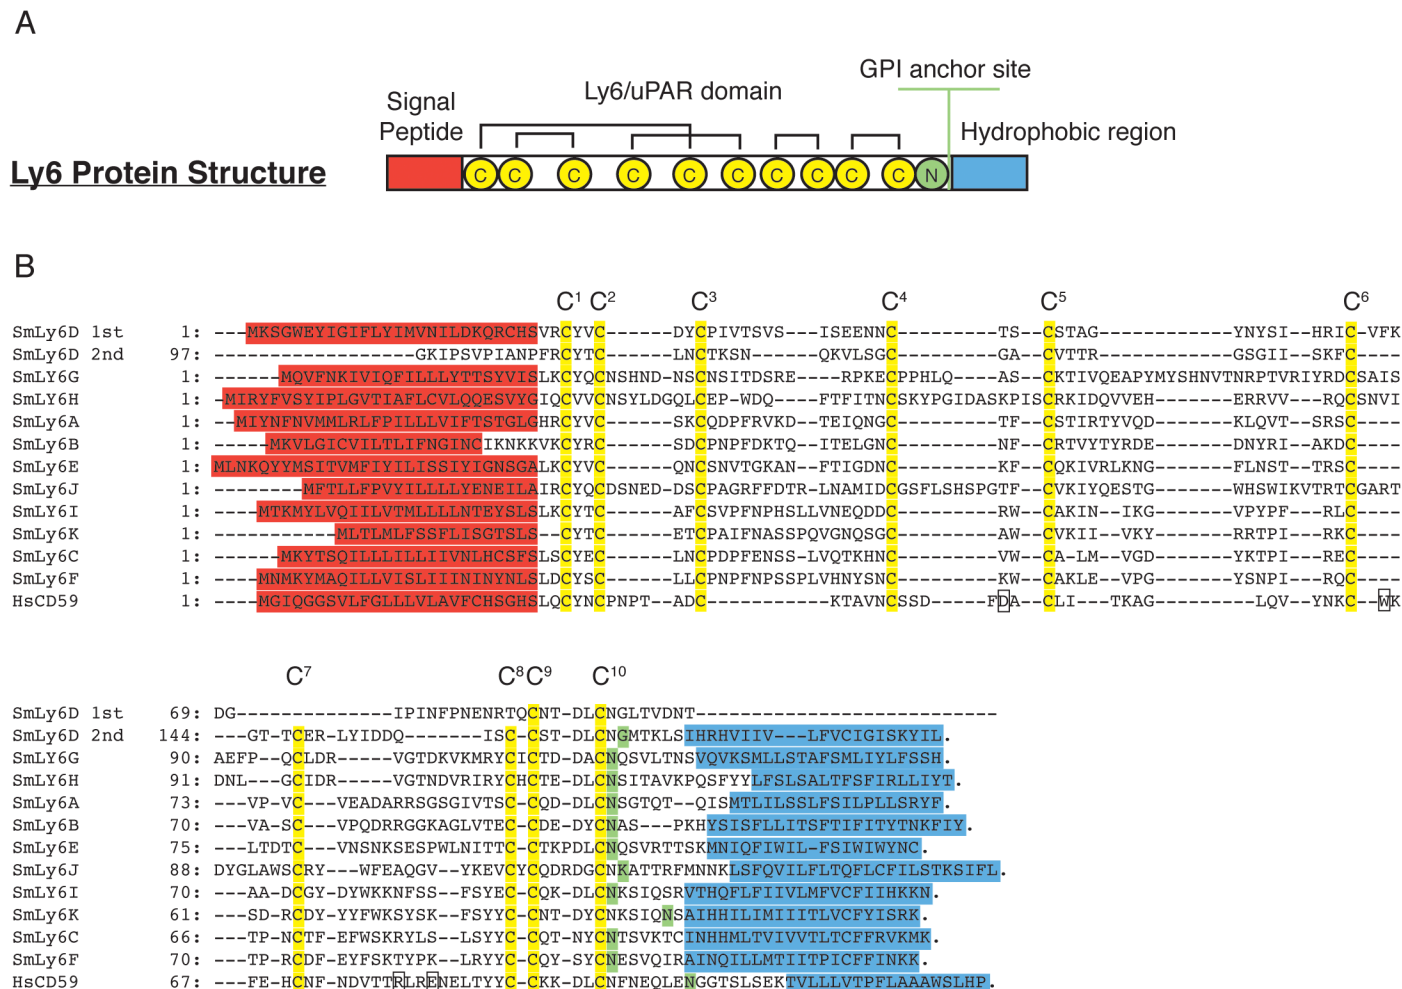 A
GPI anchor site
Ly6/uPAR domain
Signal
Peptide
Hydrophobic region
Ly6 Protein Structure
C C C C C C C C C C N
B
C1 C2 C3 C4 C5 C6
SmLy6D 1st 1: ---MKSGWEYIGIFLYIMVNILDKQRCHSVRCYVC------DYCPIVTSVS---ISEENNC---------TS--CSTAG------------YNYSI--HRIC-VFK
SmLy6D 2nd 97: ------------------GKIPSVPIANPFRCYTC------LNCTKSN------QKVLSGC---------GA--CVTTR------------GSGII--SKFC----
SmLY6G 1: ------MQVFNKIVIQFILLLYTTSYVISLKCYQCNSHND-NSCNSITDSRE----RPKECPPHLQ----AS--CKTIVQEAPYMYSHNVTNRPTVRIYRDCSAIS
SmLy6H 1: -MIRYFVSYIPLGVTIAFLCVLQQESVYGIQCVVCNSYLDGQLCEP-WDQ----FTFITNCSKYPGIDASKPISCRKIDQVVEH-------ERRVV--RQCSNVI
SmLy6A 1: --MIYNFNVMMLRLFPILLLVIFTSTGLGHRCYVC------SKCQDPFRVKD--TEIQNGC---------TF--CSTIRTYVQD-------KLQVT--SRSC----
SmLy6B 1: -----MKVLGICVILTLIFNGINCIKNKKVKCYRC------SDCPNPFDKTQ--ITELGNC---------NF--CRTVYTYRDE-------DNYRI--AKDC----
SmLy6E 1: MLNKQYYMSITVMFIYILISSIYIGNSGALKCYVC------QNCSNVTGKAN--FTIGDNC---------KF--CQKIVRLKNG-------FLNST--TRSC----
SmLy6J 1: --------MFTLLFPVYILLLLYENEILAIRCYQCDSNED-DSCPAGRFFDTR-LNAMIDCGSFLSHSPGTF--CVKIYQESTG-------WHSWIKVTRTCGART
SmLY6I 1: ----MTKMYLVQIILVTMLLLLNTEYSLSLKCYTC------AFCSVPFNPHSLLVNEQDDC---------RW--CAKIN--IKG-------VPYPF--RLC----
SmLy6K 1: -----------MLTLMLFSSFLISGTSLSLKCYTC------ETCPAIFNASSPQVGNQSGC---------AW--CVKII--VKY-------RRTPI--RKC----
SmLy6C 1: ------MKYTSQILLLILLIIVNLHCSFSLSCYEC------LNCPDPFENSS--LVQTKHNC--------VW--CA-LM--VGD-------YKTPI--REC----
SmLy6F 1: ----MNMKYMAQILLVISLIIINTNYNLSLDCYSC------LLCPNPFNPSSPLVHNYSNC---------KW--CAKLE--VPG-------YSNPI--RQC----
HsCD59 1: ----MGIQGGSVLFGLLLVLAVFCHSGHSLQCYNCPNPT--ADC------------KTAVNCSSD-----FDA--CLI---TKAG---------LQV--YNKC--WK
C7 C8 C9 C10
SmLy6D 1st 69: DG--------------IPINFPNENRTQCNT-DLCNGLTVDNT---------------------------
SmLy6D 2nd 144: ---GT-TCER-LYIDDQ-------ISC-CST-DLCNGMTKLSIHRHVIIV---LFVCIGISKYIL.
SmLY6G 90: AEFP--QCLDR-----VGTDKVKMRYCICTD-DACNQSVLTNSVQVKSMLLSTAFSMLIYLFSSH.
SmLy6H 91: DNL---GCIDR-----VGTNDVRIRYCHCTE-DLCNSITAVKPQSFYYLFSLSALTFSFIRLLIYT.
SmLy6A 73: ---VP-VC---VEADARRSGSGIVTSC-CQD-DLCNSGTQT--QISMTLILSSLFSILPLLSRYF.
SmLy6B 70: ---VA-SC---VPQDRRGGKAGLVTEC-CDE-DYCNAS---PKHYSISFLLITSFTIFITYTNKFIY.
SmLy6E 75: ---LTDTC---VNSNKSESPWLNITTC-CTKPDLCNQSVRTTSKMNIQFIWIL-FSIWIWYNC.
SmLy6J 88: DYGLAWSCRY---WFEAQGV--YKEVCYCQDRDGCNKATTRFMNNKLSFQVILFLTQFLCFILSTKSIFL.
SmLY6I 70: ---AA-DCGY-DYWKKNFSS--FSYEC-CQK-DLCNKSIQSRVTHQFLFIIVLMFVCFIIHKKN.
SmLy6K 61: ---SD-RCDY-YYFWKSYSK--FSYYC-CNT-DYCNKSIQNSAIHHILIMIIITLVCFYISRK.
SmLy6C 66: ---TP-NCTF-EFWSKRYLS--LSYYC-CQT-NYCNTSVKTCINHHMLTVIVVTLTCFFRVKMK.
SmLy6F 70: ---TP-RCDF-EYFSKTYPK--LRYYC-CQY-SYCNESVQIRAINQILLMTIITPICFFINKK.
HsCD59 67: ---FE-HCNF-NDVTTRLRENELTYYC-CKK-DLCNFNEQLENGGTSLSEKTVLLLVTPFLAAAWSLHP.